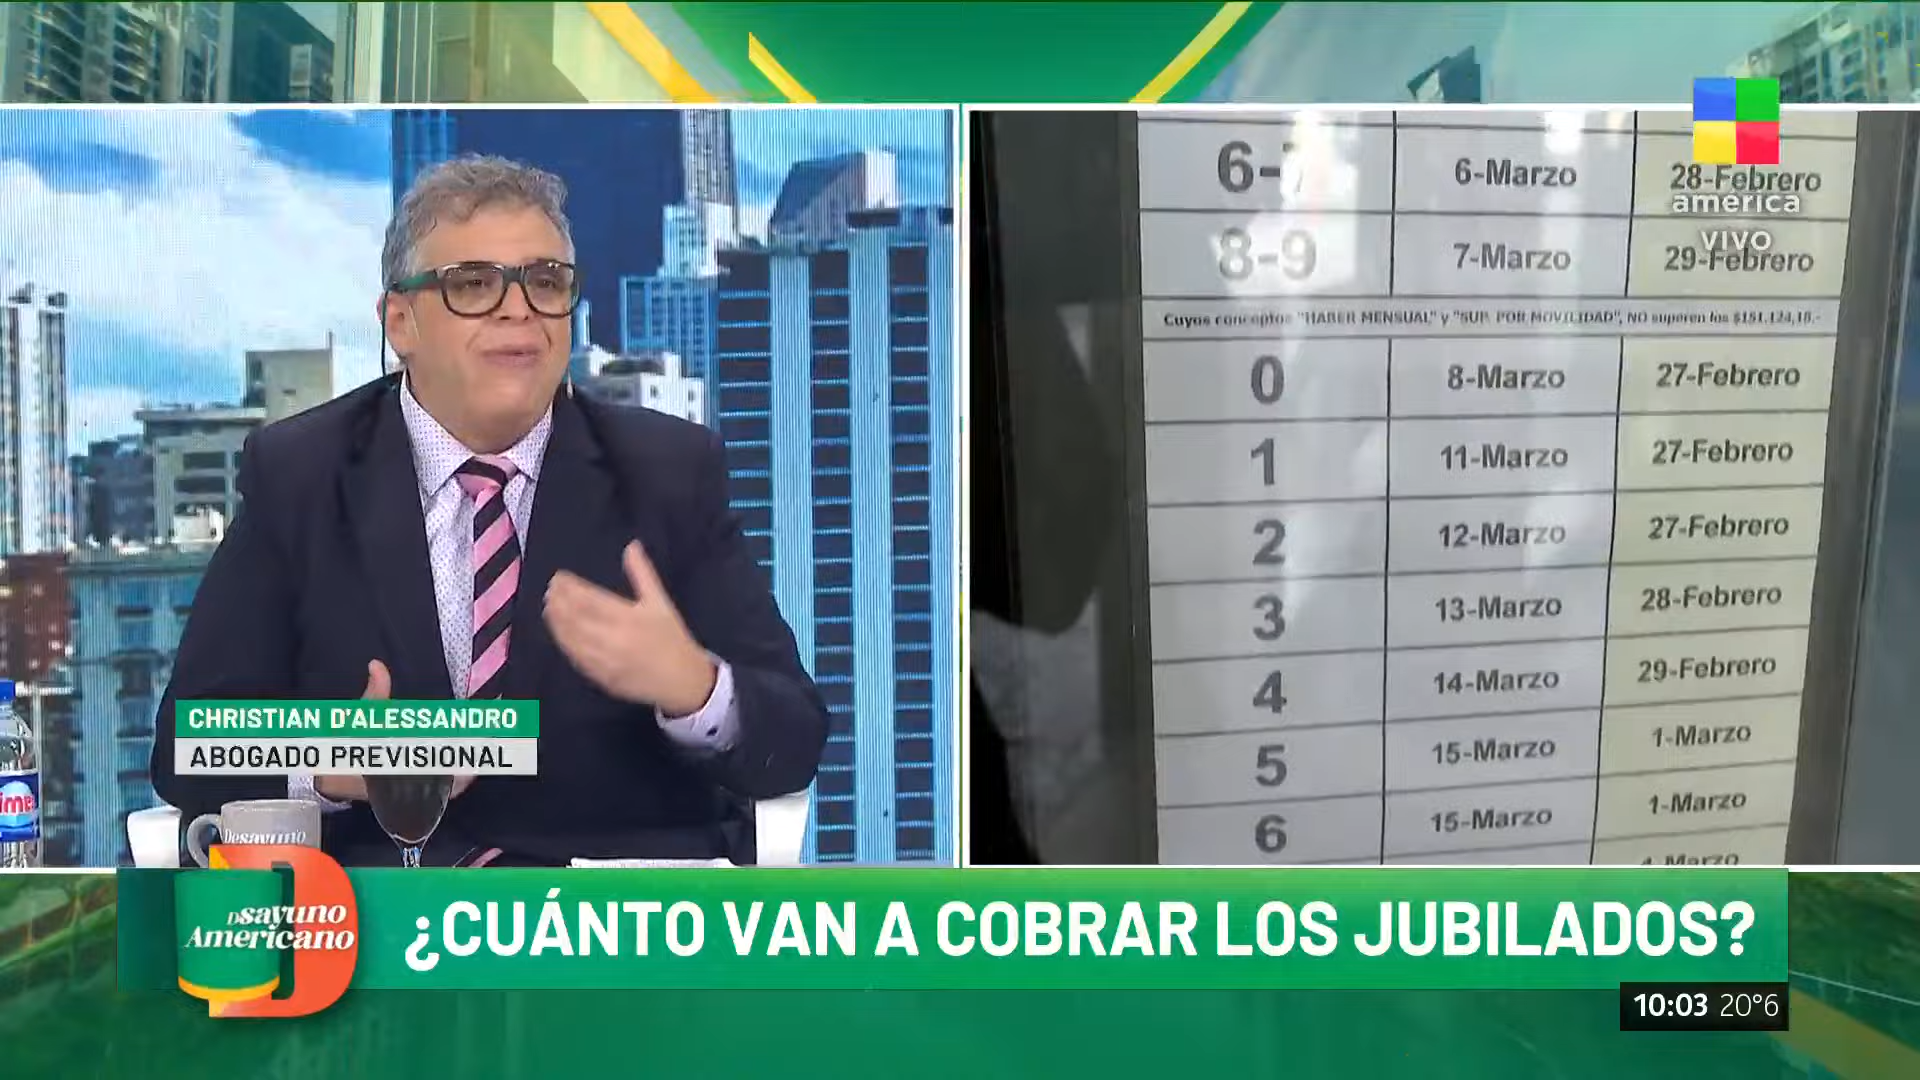 6-7 6-Marzo 28-Febrero
américa
VIVO
8-9 7-Marzo 29-Febrero
Cuyos conceptos "HABER MENSUAL" y "SUP. POR MOVILIDAD", NO superen los $151.124,15.-
0 8-Marzo 27-Febrero
1 11-Marzo 27-Febrero
2 12-Marzo 27-Febrero
3 13-Marzo 28-Febrero
4 14-Marzo 29-Febrero
5 15-Marzo 1-Marzo
6 15-Marzo 1-Marzo
CHRISTIAN D'ALESSANDRO
ABOGADO PREVISIONAL
Desayuno
Desayuno
Americano
¿CUÁNTO VAN A COBRAR LOS JUBILADOS?
10:03 20°6